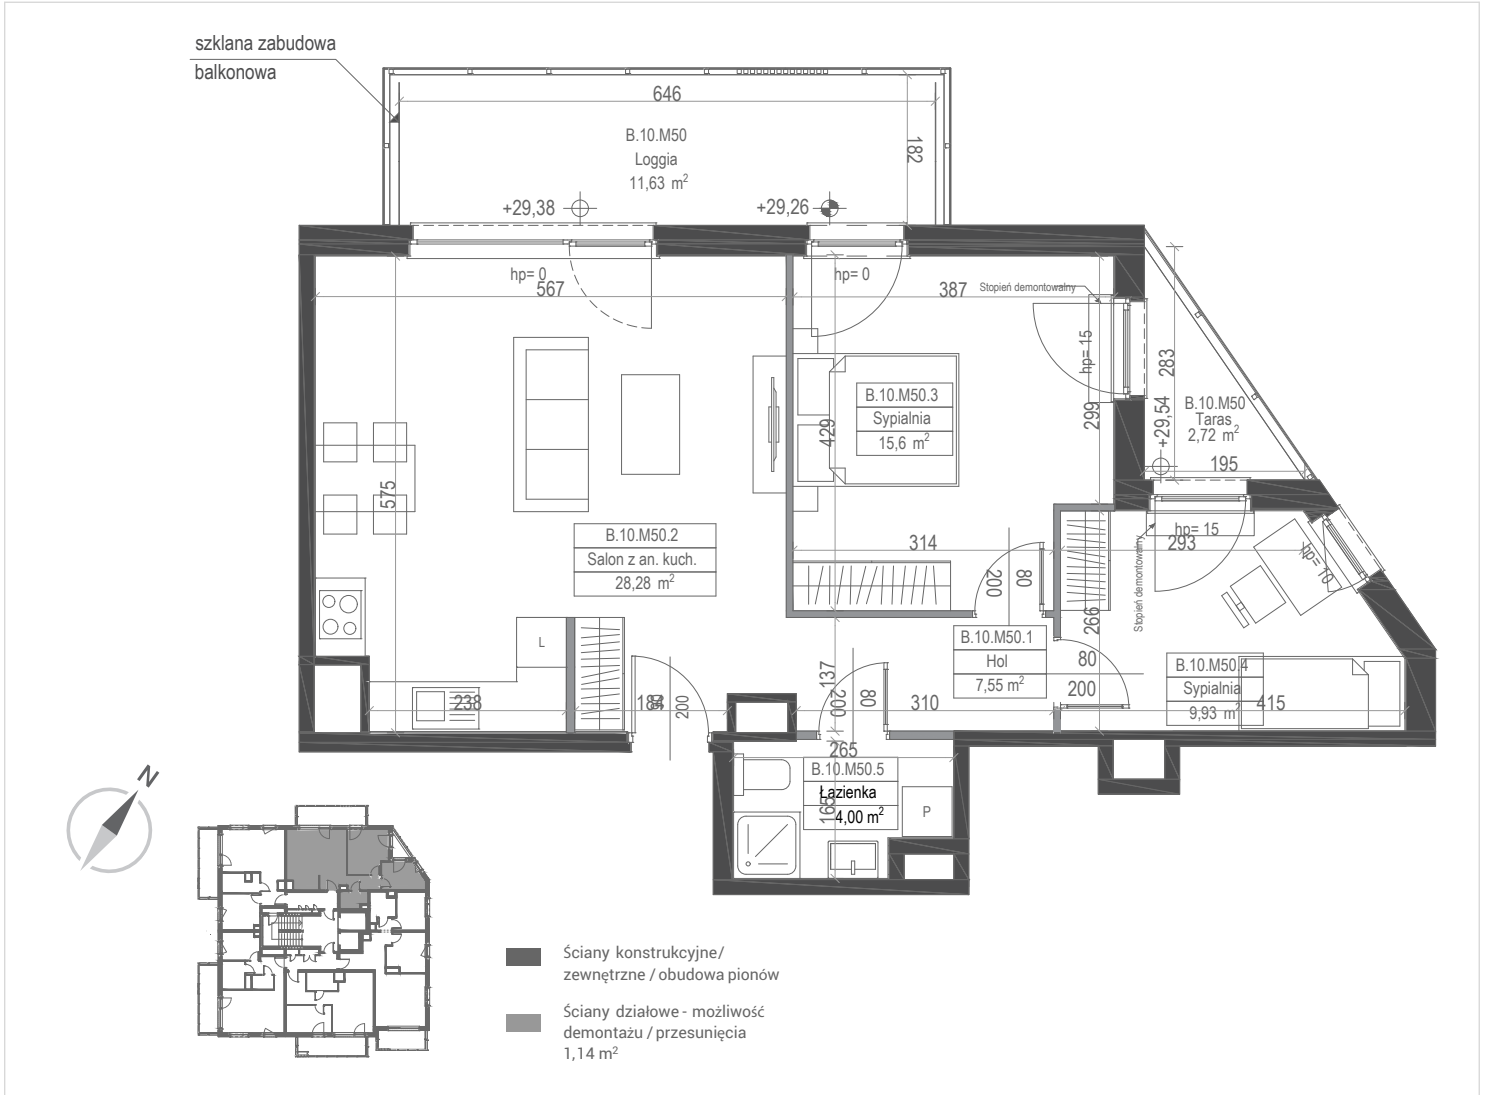 szklana zabudowa
balkonowa
646
182
B.10.M50
Loggia
11,63 m²
+29,38
+29,26
hp= 0
hp= 0
567
387
Stopień demontowalny
hp= 15
299
283
+29,54
B.10.M50
Taras
2,72 m²
195
B.10.M50.3
Sypialnia
15,6 m²
429
575
B.10.M50.2
Salon z an. kuch.
28,28 m²
314
80
200
hp= 15
293
hp= 10
Stopień demontowalny
266
L
B.10.M50.1
Hol
7,55 m²
80
200
B.10.M50.4
Sypialnia
9,93 m²
415
137
200
80
310
238
184
200
265
B.10.M50.5
Łazienka
4,00 m²
165
P
N
Ściany konstrukcyjne/
zewnętrzne / obudowa pionów
Ściany działowe - możliwość
demontażu / przesunięcia
1,14 m²